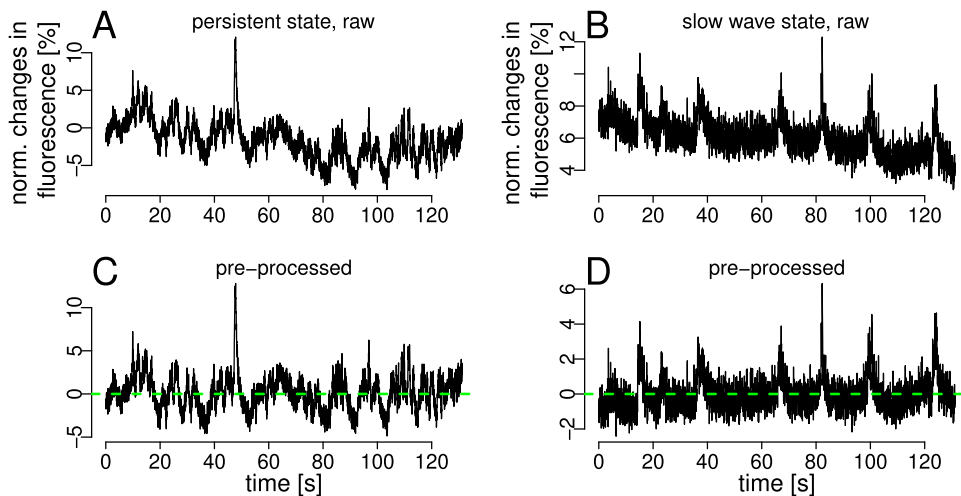 A
persistent state, raw
norm. changes in
fluorescence [%]
−5 0 5 10
0 20 40 60 80 100 120
B
slow wave state, raw
norm. changes in
fluorescence [%]
4 6 8 12
0 20 40 60 80 100 120
C
pre−processed
−5 0 5 10
0 20 40 60 80 100 120
time [s]
D
pre−processed
−2 0 2 4 6
0 20 40 60 80 100 120
time [s]